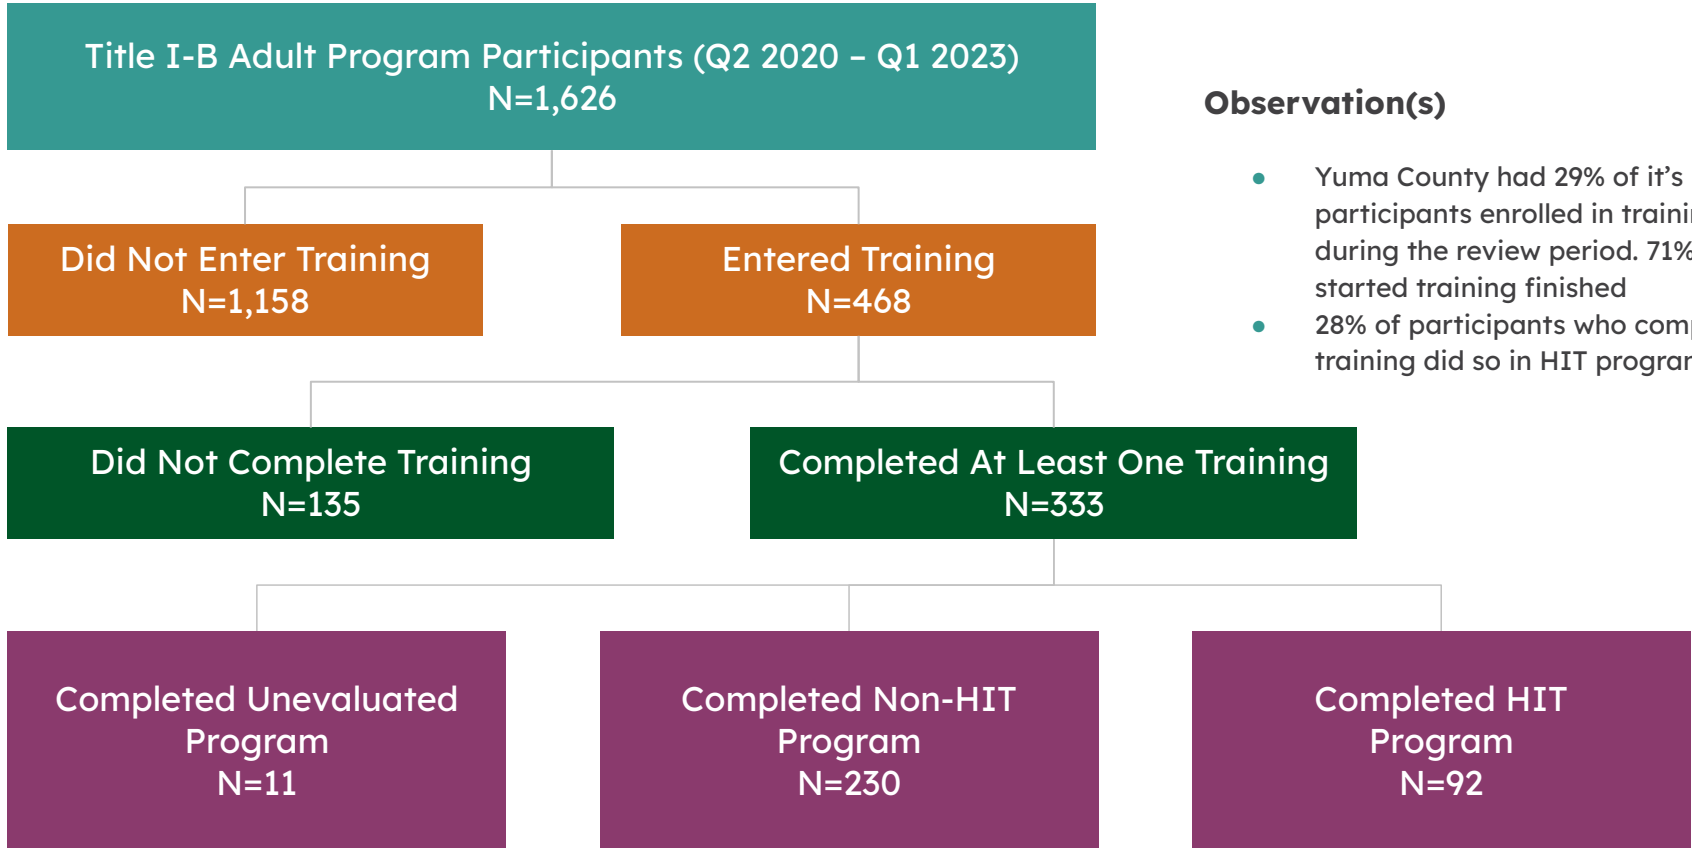 Title I-B Adult Program Participants (Q2 2020 – Q1 2023)
N=1,626
Observation(s)
● Yuma County had 29% of it’s
participants enrolled in
during the review period. 71%
started training finished
● 28% of participants who
training did so in HIT
Did Not Enter Training
N=1,158
Entered Training
N=468
Did Not Complete Training
N=135
Completed At Least One Training
N=333
Completed Unevaluated
Program
N=11
Completed Non-HIT
Program
N=230
Completed HIT
Program
N=92